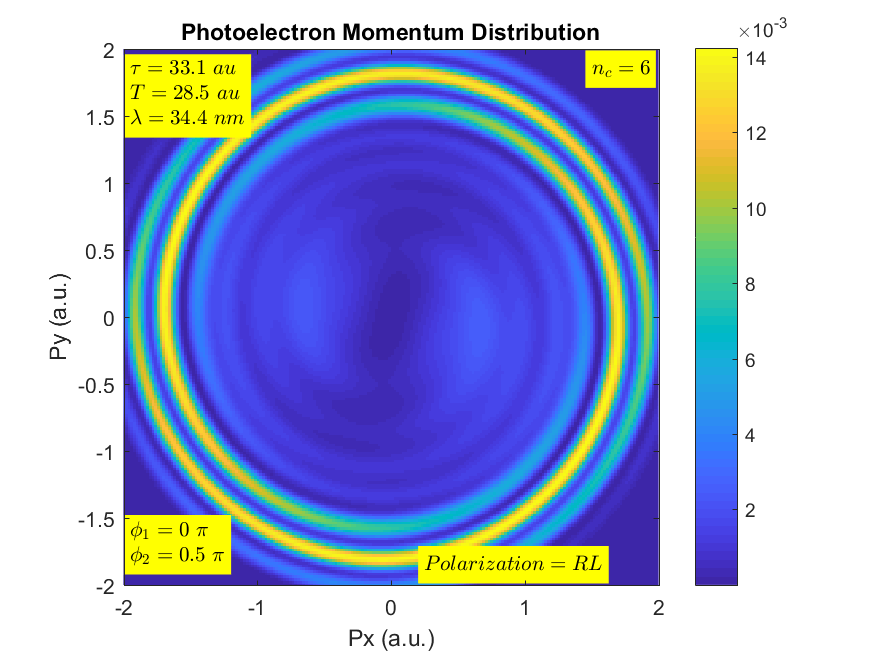 Photoelectron Momentum Distribution
×10⁻³
τ = 33.1 au
T = 28.5 au
λ = 34.4 nm
n_c = 6
2
1.5
1
0.5
0
-0.5
-1
-1.5
-2
Py (a.u.)
ϕ₁ = 0 π
ϕ₂ = 0.5 π
Polarization = RL
-2
-1
0
1
2
Px (a.u.)
14
12
10
8
6
4
2